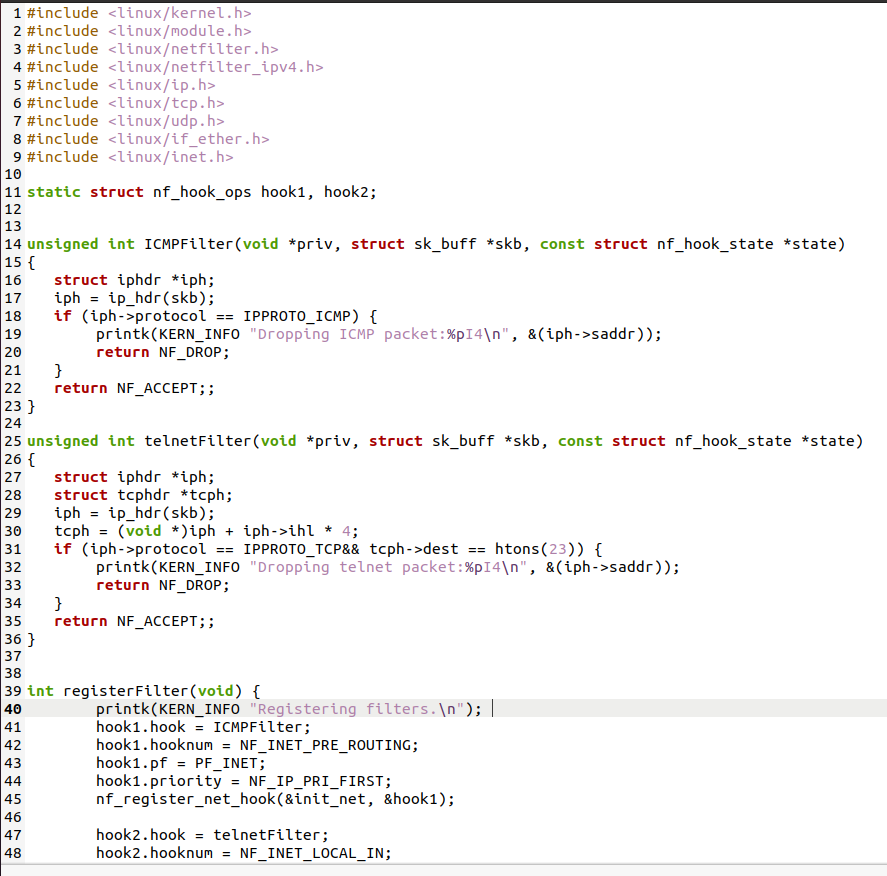 1 #include <linux/kernel.h>
2 #include <linux/module.h>
3 #include <linux/netfilter.h>
4 #include <linux/netfilter_ipv4.h>
5 #include <linux/ip.h>
6 #include <linux/tcp.h>
7 #include <linux/udp.h>
8 #include <linux/if_ether.h>
9 #include <linux/inet.h>
10
11 static struct nf_hook_ops hook1, hook2;
12
13
14 unsigned int ICMPFilter(void *priv, struct sk_buff *skb, const struct nf_hook_state *state)
15 {
16    struct iphdr *iph;
17    iph = ip_hdr(skb);
18    if (iph->protocol == IPPROTO_ICMP) {
19         printk(KERN_INFO "Dropping ICMP packet:%pI4\n", &(iph->saddr));
20         return NF_DROP;
21    }
22    return NF_ACCEPT;;
23 }
24
25 unsigned int telnetFilter(void *priv, struct sk_buff *skb, const struct nf_hook_state *state)
26 {
27    struct iphdr *iph;
28    struct tcphdr *tcph;
29    iph = ip_hdr(skb);
30    tcph = (void *)iph + iph->ihl * 4;
31    if (iph->protocol == IPPROTO_TCP&& tcph->dest == htons(23)) {
32         printk(KERN_INFO "Dropping telnet packet:%pI4\n", &(iph->saddr));
33         return NF_DROP;
34    }
35    return NF_ACCEPT;;
36 }
37
38
39 int registerFilter(void) {
40         printk(KERN_INFO "Registering filters.\n");
41         hook1.hook = ICMPFilter;
42         hook1.hooknum = NF_INET_PRE_ROUTING;
43         hook1.pf = PF_INET;
44         hook1.priority = NF_IP_PRI_FIRST;
45         nf_register_net_hook(&init_net, &hook1);
46
47         hook2.hook = telnetFilter;
48         hook2.hooknum = NF_INET_LOCAL_IN;